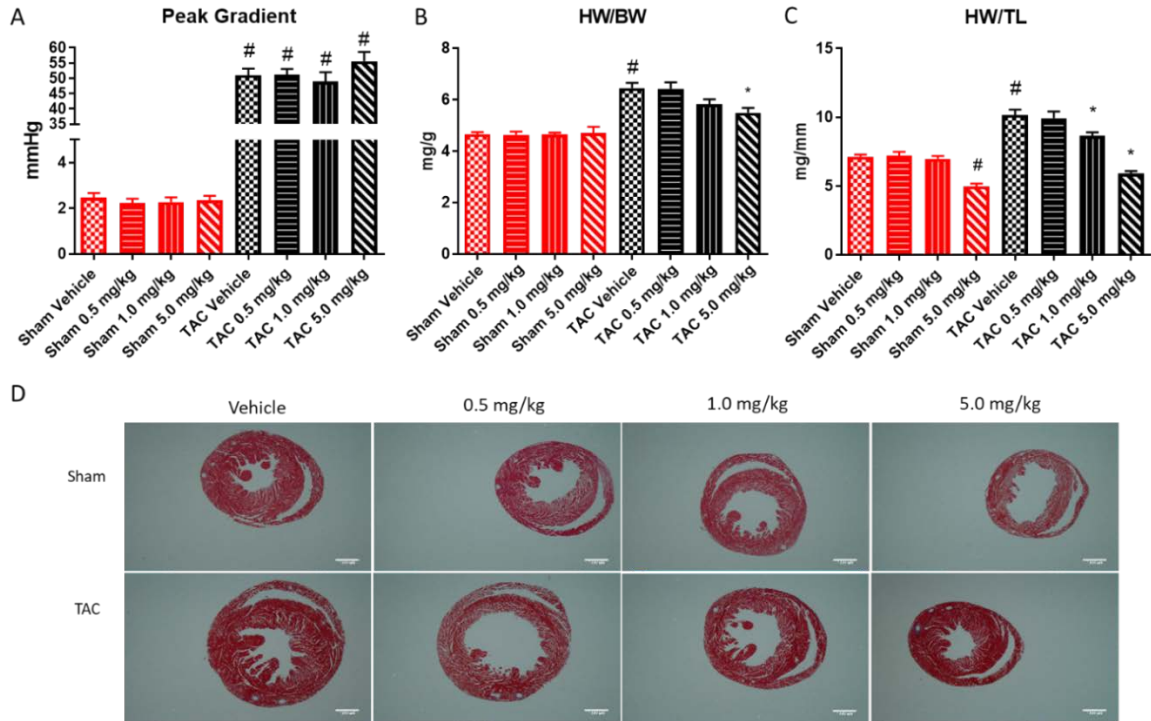 A
Peak Gradient
mmHg
60
55
50
45
40
35
4
2
0
#
#
#
#
Sham Vehicle
Sham 0.5 mg/kg
Sham 1.0 mg/kg
Sham 5.0 mg/kg
TAC Vehicle
TAC 0.5 mg/kg
TAC 1.0 mg/kg
TAC 5.0 mg/kg
B
HW/BW
mg/g
8
6
4
2
0
#
*
Sham Vehicle
Sham 0.5 mg/kg
Sham 1.0 mg/kg
Sham 5.0 mg/kg
TAC Vehicle
TAC 0.5 mg/kg
TAC 1.0 mg/kg
TAC 5.0 mg/kg
C
HW/TL
mg/mm
15
10
5
0
#
#
*
*
Sham Vehicle
Sham 0.5 mg/kg
Sham 1.0 mg/kg
Sham 5.0 mg/kg
TAC Vehicle
TAC 0.5 mg/kg
TAC 1.0 mg/kg
TAC 5.0 mg/kg
D
Vehicle
0.5 mg/kg
1.0 mg/kg
5.0 mg/kg
Sham
TAC